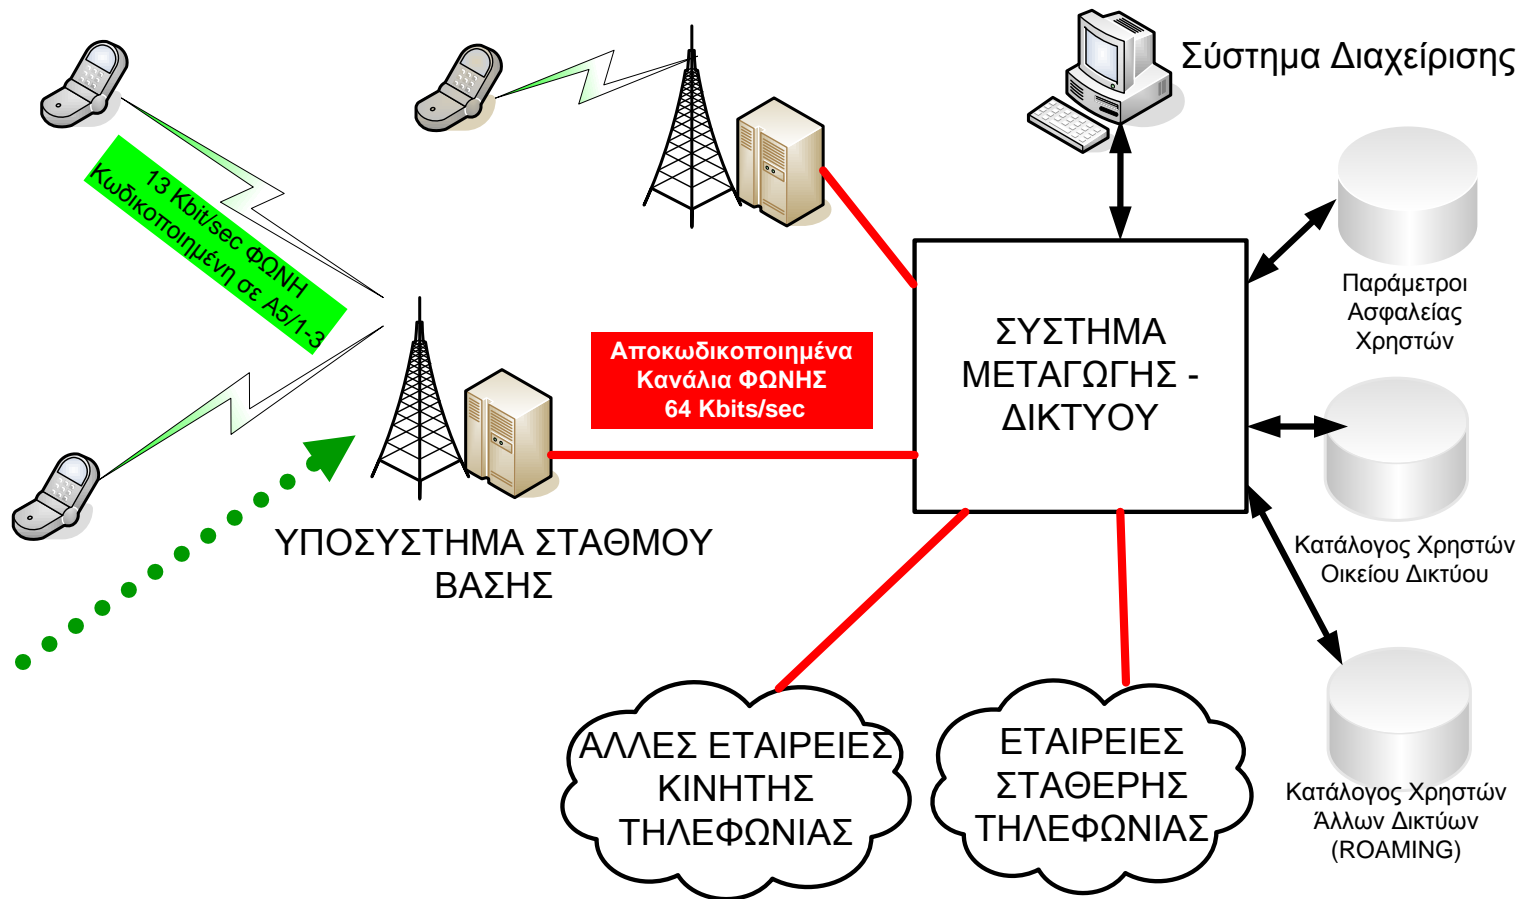 Σύστημα Διαχείρισης
13 Kbit/sec ΦΩΝΗ
Κωδικοποιημένη σε Α5/1-3
Παράμετροι
Ασφαλείας
Χρηστών
Αποκωδικοποιημένα
Κανάλια ΦΩΝΗΣ
64 Kbits/sec
ΣΥΣΤΗΜΑ
ΜΕΤΑΓΩΓΗΣ -
ΔΙΚΤΥΟΥ
ΥΠΟΣΥΣΤΗΜΑ ΣΤΑΘΜΟΥ
ΒΑΣΗΣ
Κατάλογος Χρηστών
Οικείου Δικτύου
ΑΛΛΕΣ ΕΤΑΙΡΕΙΕΣ
ΚΙΝΗΤΗΣ
ΤΗΛΕΦΩΝΙΑΣ
ΕΤΑΙΡΕΙΕΣ
ΣΤΑΘΕΡΗΣ
ΤΗΛΕΦΩΝΙΑΣ
Κατάλογος Χρηστών
Άλλων Δικτύων
(ROAMING)